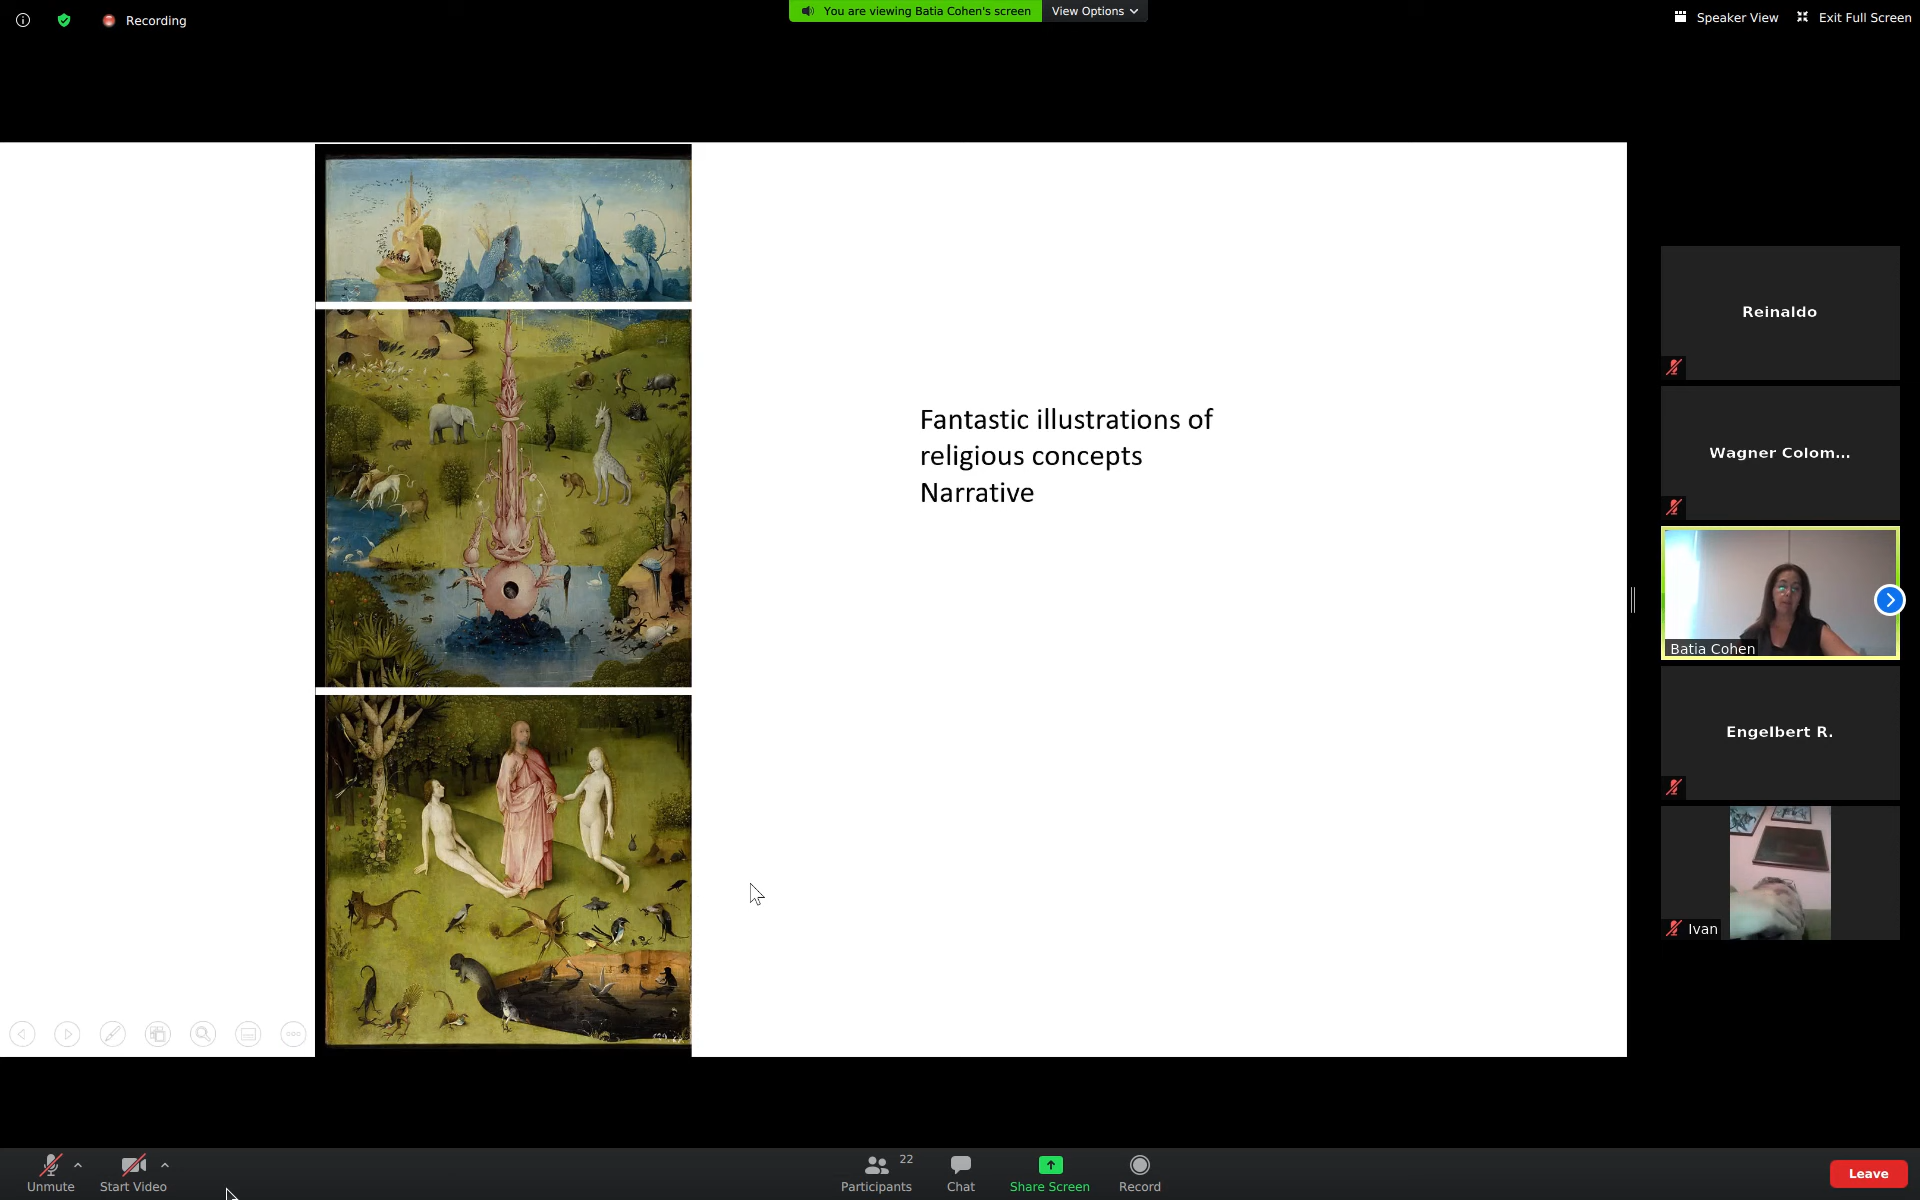 Recording
You are viewing Batia Cohen's screen
View Options
Speaker View
Exit Full Screen
Fantastic illustrations of
religious concepts
Narrative
Reinaldo
Wagner Colom...
Batia Cohen
Engelbert R.
Ivan
Unmute
Start Video
22
Participants
Chat
Share Screen
Record
Leave